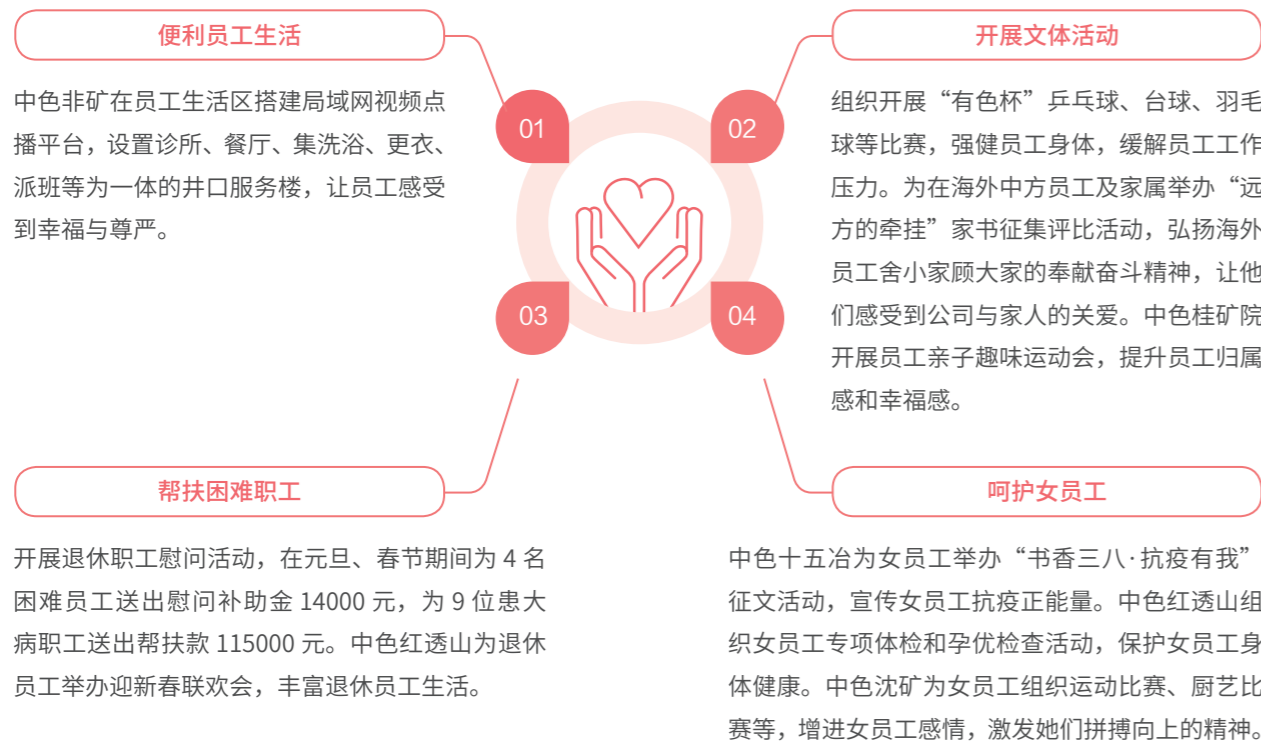 便利员工生活
中色非矿在员工生活区搭建局域网视频点
播平台，设置诊所、餐厅、集洗浴、更衣、
派班等为一体的井口服务楼，让员工感受
到幸福与尊严。
01
02
开展文体活动
组织开展“有色杯”乒乓球、台球、羽毛
球等比赛，强健员工身体，缓解员工工作
压力。为在海外中方员工及家属举办“远
方的牵挂”家书征集评比活动，弘扬海外
员工舍小家顾大家的奉献奋斗精神，让他
们感受到公司与家人的关爱。中色桂矿院
开展员工亲子趣味运动会，提升员工归属
感和幸福感。
03
04
帮扶困难职工
开展退休职工慰问活动，在元旦、春节期间为 4 名
困难员工送出慰问补助金 14000 元，为 9 位患大
病职工送出帮扶款 115000 元。中色红透山为退休
员工举办迎新春联欢会，丰富退休员工生活。
呵护女员工
中色十五冶为女员工举办“书香三八·抗疫有我”
征文活动，宣传女员工抗疫正能量。中色红透山组
织女员工专项体检和孕优检查活动，保护女员工身
体健康。中色沈矿为女员工组织运动比赛、厨艺比
赛等，增进女员工感情，激发她们拼搏向上的精神。